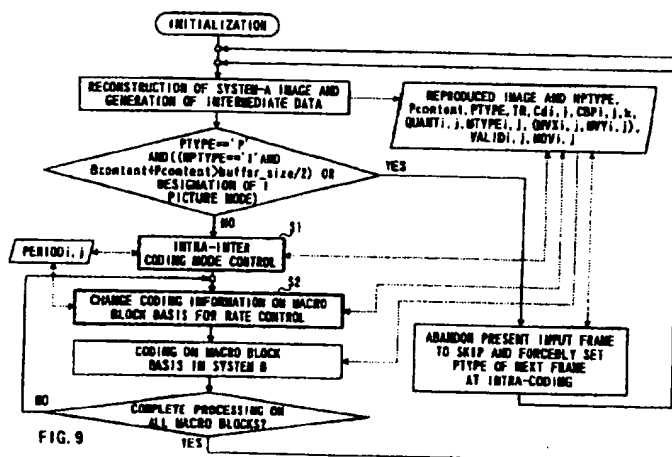 INITIALIZATION
RECONSTRUCTION OF SYSTEM-A IMAGE AND
GENERATION OF INTERMEDIATE DATA
REPRODUCED IMAGE AND NPTYPE,
Pcontent, PTYPE, TR, Cdi, j, CBPi, j, k,
QUANTi, j, MTYPEi, j, (MVXi, j, MVYi, j),
VALIDi, j, MOVi, j
PTYPE=='P'
AND((NPTYPE=='I'AND
Bcontent+Pcontent>buffer_size/2) OR
DESIGNATION OF I
PICTURE MODE)
YES
NO
S1
INTRA-INTER
CODING MODE CONTROL
PERIODi, j
S2
CHANGE CODING INFORMATION ON MACRO
BLOCK BASIS FOR RATE CONTROL
CODING ON MACRO BLOCK
BASIS IN SYSTEM B
ABANDON PRESENT INPUT FRAME
TO SKIP AND FORCEBLY SET
PTYPE OF NEXT FRAME
AT INTRA-CODING
NO
COMPLETE PROCESSING ON
ALL MACRO BLOCKS?
YES
FIG. 9